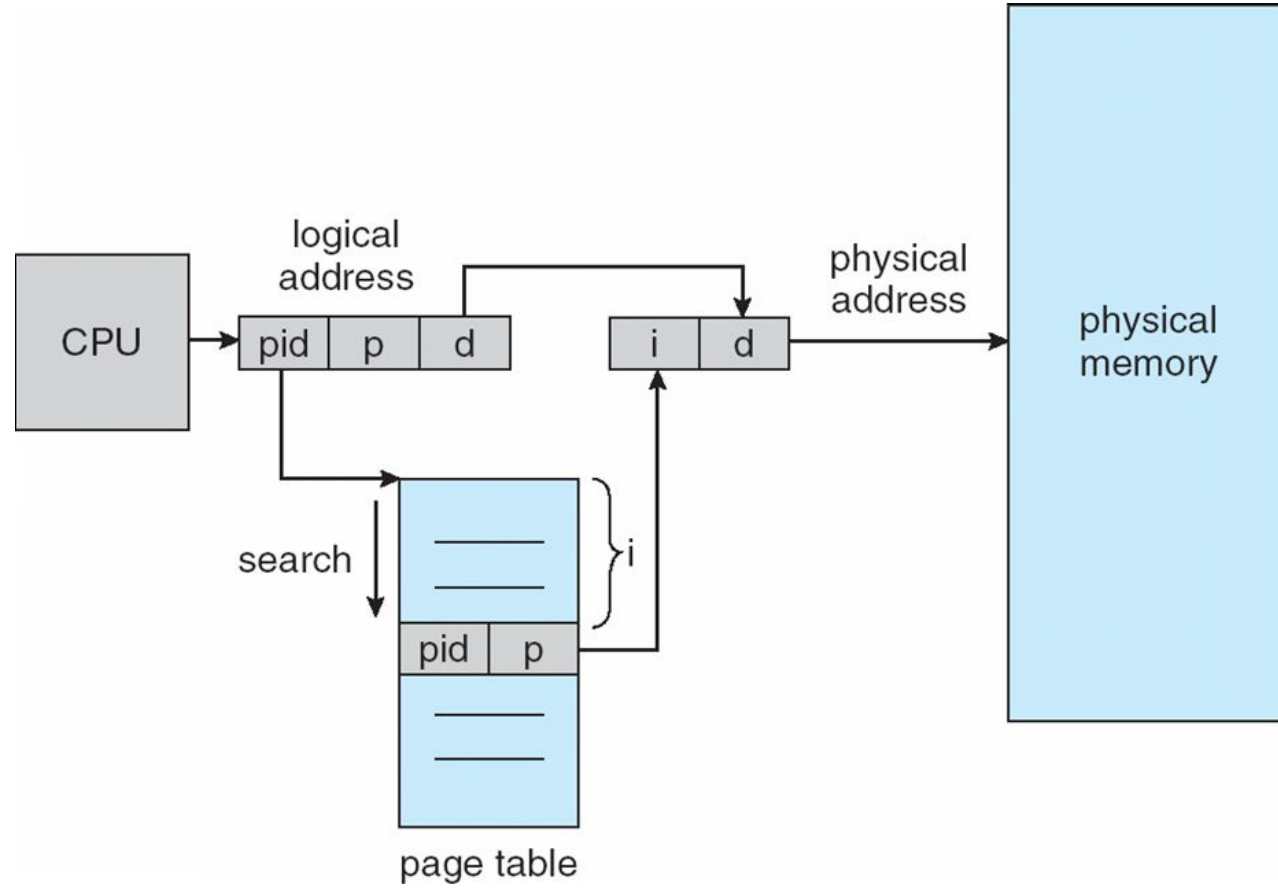 logical
address
CPU
pid p d
i d
physical
address
physical
memory
search
i
pid p
page table